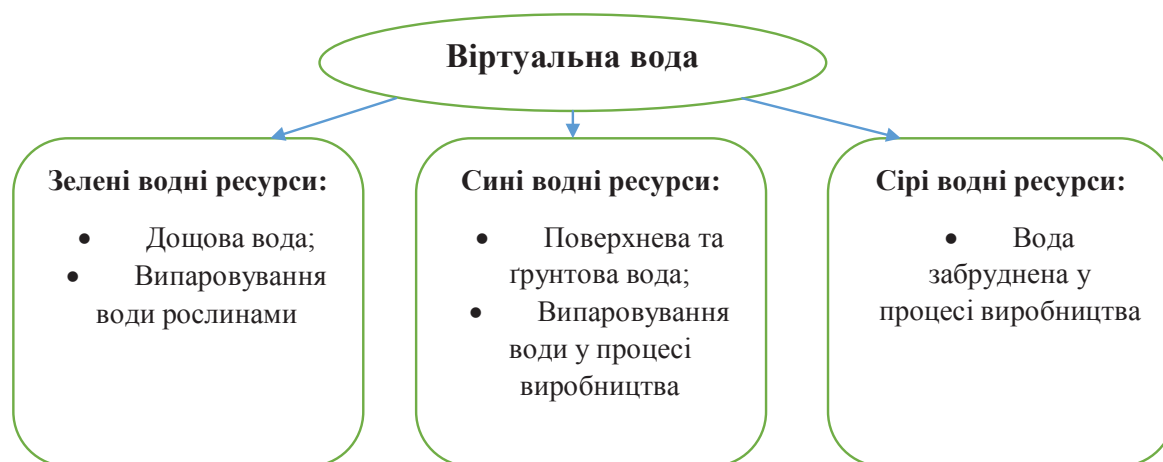 Віртуальна вода
Зелені водні ресурси:
• Дощова вода;
• Випаровування
води рослинами
Сині водні ресурси:
• Поверхнева та
ґрунтова вода;
• Випаровування
води у процесі
виробництва
Сірі водні ресурси:
• Вода
забруднена у
процесі виробництва